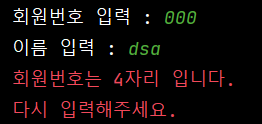 회원번호 입력 : 000
이름 입력 : dsa
회원번호는 4자리 입니다.
다시 입력해주세요.